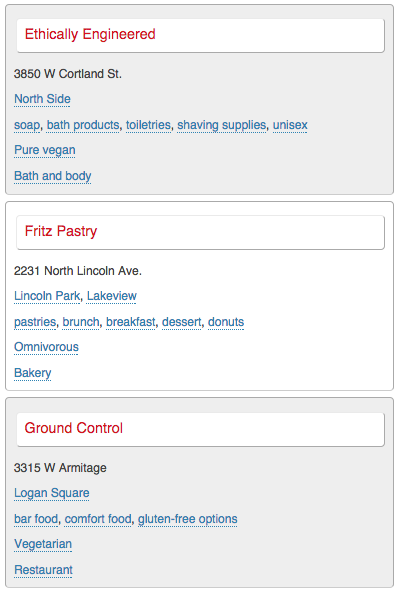 Ethically Engineered
3850 W Cortland St.
North Side
soap, bath products, toiletries, shaving supplies, unisex
Pure vegan
Bath and body
Fritz Pastry
2231 North Lincoln Ave.
Lincoln Park, Lakeview
pastries, brunch, breakfast, dessert, donuts
Omnivorous
Bakery
Ground Control
3315 W Armitage
Logan Square
bar food, comfort food, gluten-free options
Vegetarian
Restaurant